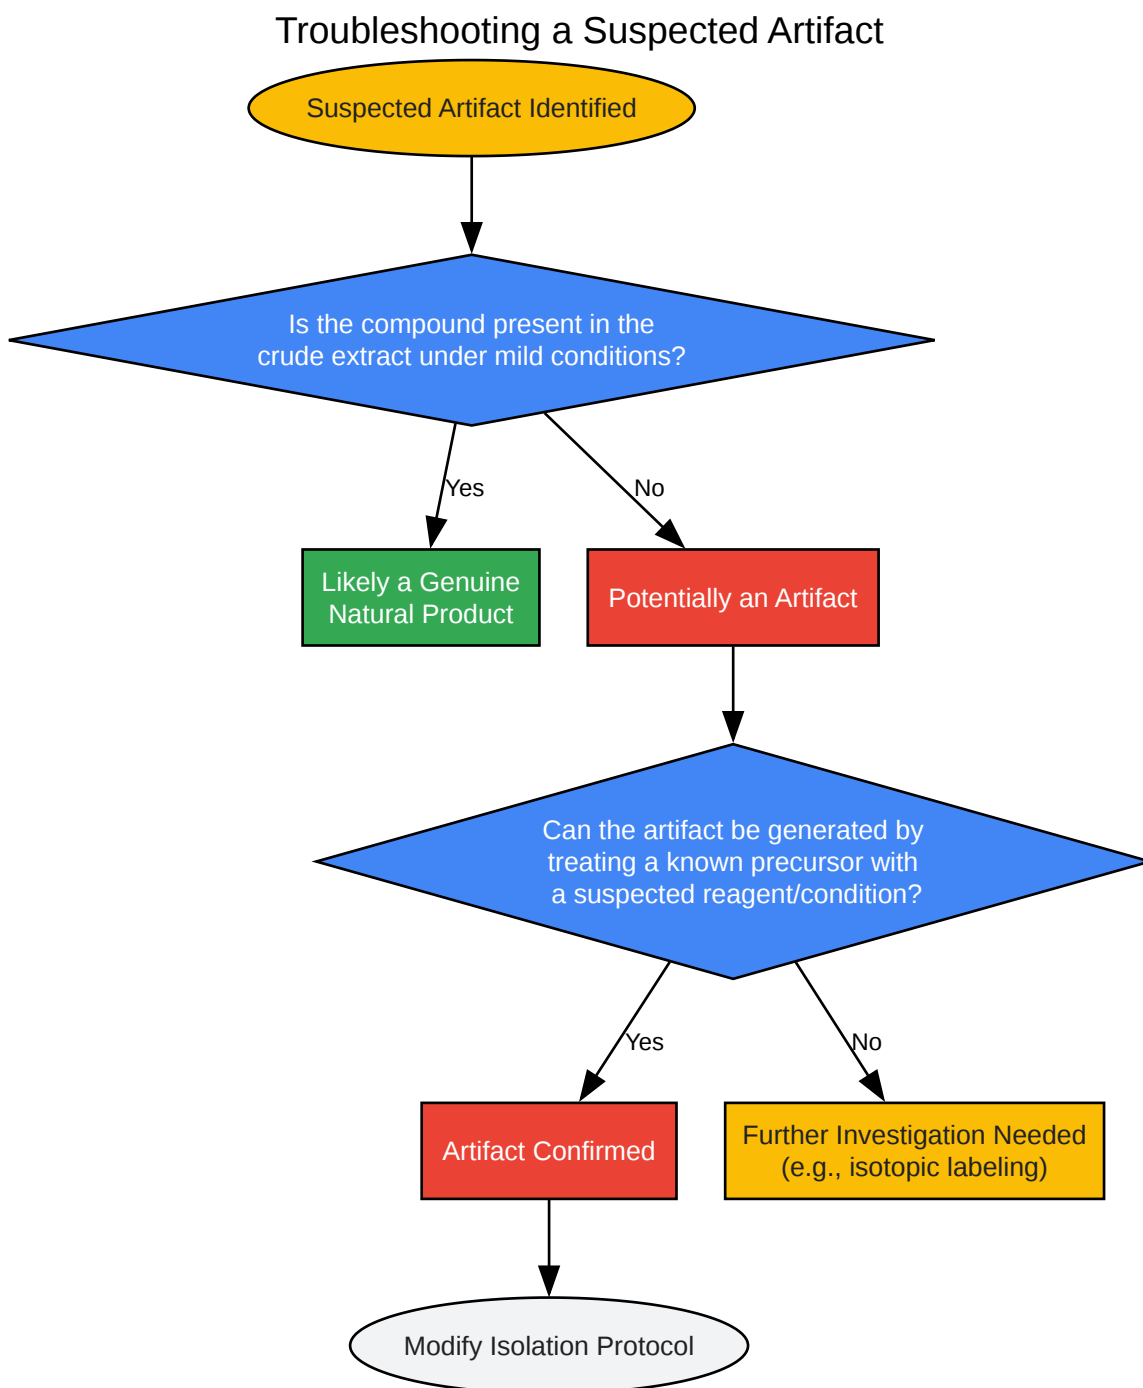 Troubleshooting a Suspected Artifact
Suspected Artifact Identified
Is the compound present in the
crude extract under mild conditions?
Yes
No
Likely a Genuine
Natural Product
Potentially an Artifact
Can the artifact be generated by
treating a known precursor with
a suspected reagent/condition?
Yes
No
Artifact Confirmed
Further Investigation Needed
(e.g., isotopic labeling)
Modify Isolation Protocol